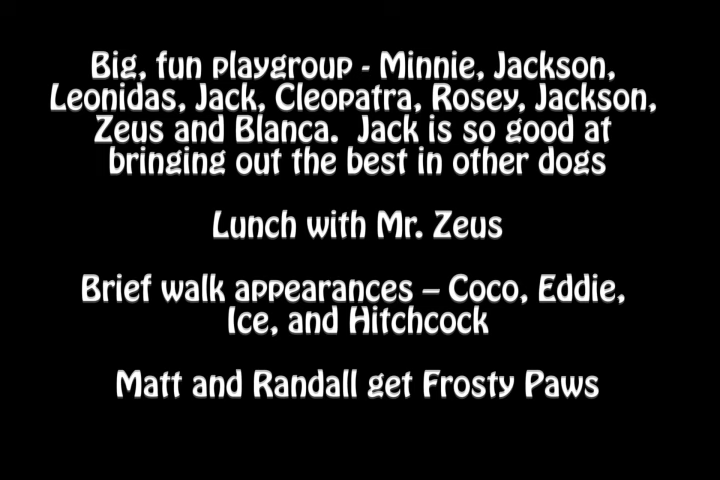 Big, fun playgroup - Minnie, Jackson,
Leonidas, Jack, Cleopatra, Rosey, Jackson,
Zeus and Blanca.  Jack is so good at
bringing out the best in other dogs
Lunch with Mr. Zeus
Brief walk appearances – Coco, Eddie,
Ice, and Hitchcock
Matt and Randall get Frosty Paws